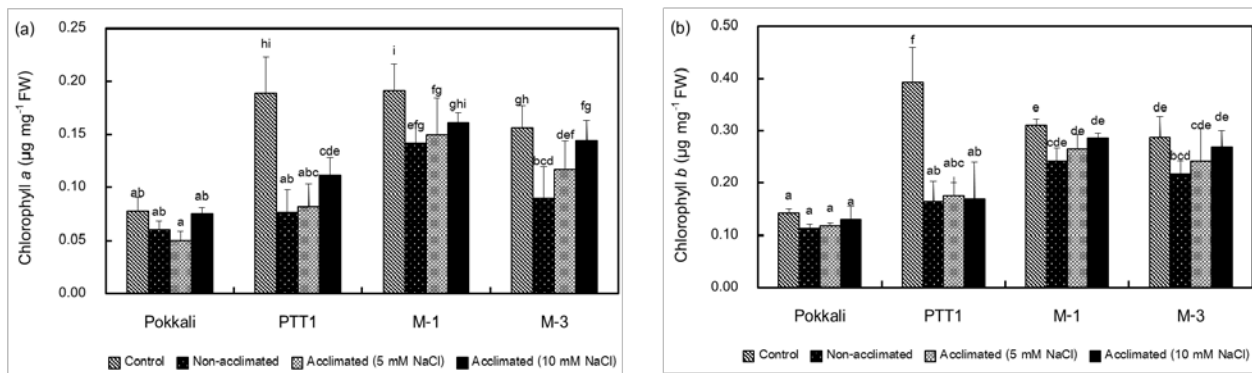 (a)
Chlorophyll a (µg mg-1 FW)
0.25
0.20
0.15
0.10
0.05
0.00
ab
ab
a
ab
hi
ab
abc
cde
i
efg
fg
ghi
gh
bcd
def
fg
Pokkali
PTT1
M-1
M-3
Control
Non-acclimated
Acclimated (5 mM NaCl)
Acclimated (10 mM NaCl)
(b)
Chlorophyll b (µg mg-1 FW)
0.50
0.40
0.30
0.20
0.10
0.00
a
a
a
a
f
ab
abc
ab
e
cde
de
de
de
bcd
cde
de
Pokkali
PTT1
M-1
M-3
Control
Non-acclimated
Acclimated (5 mM NaCl)
Acclimated (10 mM NaCl)